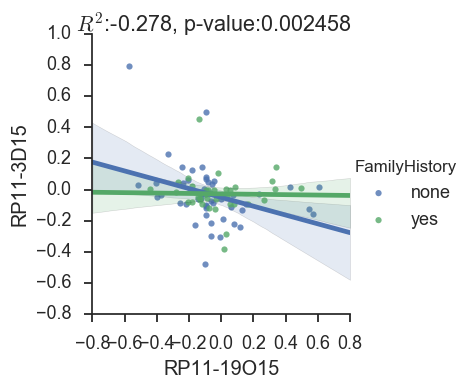 R²:-0.278, p-value:0.002458
1.0
0.8
0.6
0.4
0.2
0.0
−0.2
−0.4
−0.6
−0.8
RP11-3D15
−0.8 −0.6 −0.4 −0.2 0.0 0.2 0.4 0.6 0.8
RP11-19O15
FamilyHistory
none
yes